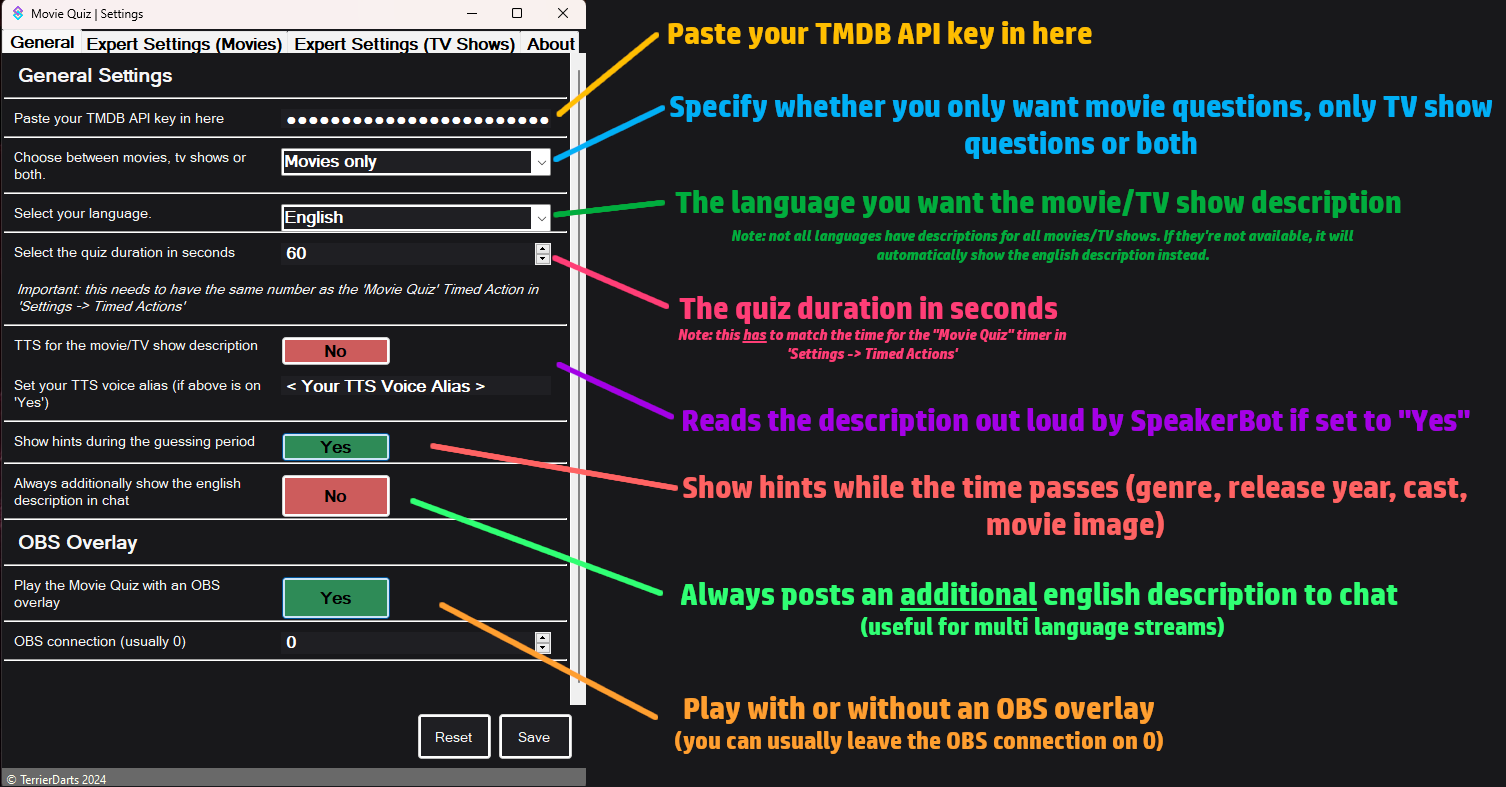 Movie Quiz | Settings
General
Expert Settings (Movies)
Expert Settings (TV Shows)
About
General Settings
Paste your TMDB API key in here
●●●●●●●●●●●●●●●●●●●●●●●●
Choose between movies, tv shows or
both.
Movies only
Select your language.
English
Select the quiz duration in seconds
60
Important: this needs to have the same number as the 'Movie Quiz' Timed Action in
'Settings -> Timed Actions'
TTS for the movie/TV show description
No
Set your TTS voice alias (if above is on
'Yes')
< Your TTS Voice Alias >
Show hints during the guessing period
Yes
Always additionally show the english
description in chat
No
OBS Overlay
Play the Movie Quiz with an OBS
overlay
Yes
OBS connection (usually 0)
0
Reset
Save
© TerrierDarts 2024
Paste your TMDB API key in here
Specify whether you only want movie questions, only TV show
questions or both
The language you want the movie/TV show description
Note: not all languages have descriptions for all movies/TV shows. If they're not available, it will
automatically show the english description instead.
The quiz duration in seconds
Note: this has to match the time for the "Movie Quiz" timer in
'Settings -> Timed Actions'
Reads the description out loud by SpeakerBot if set to "Yes"
Show hints while the time passes (genre, release year, cast,
movie image)
Always posts an additional english description to chat
(useful for multi language streams)
Play with or without an OBS overlay
(you can usually leave the OBS connection on 0)